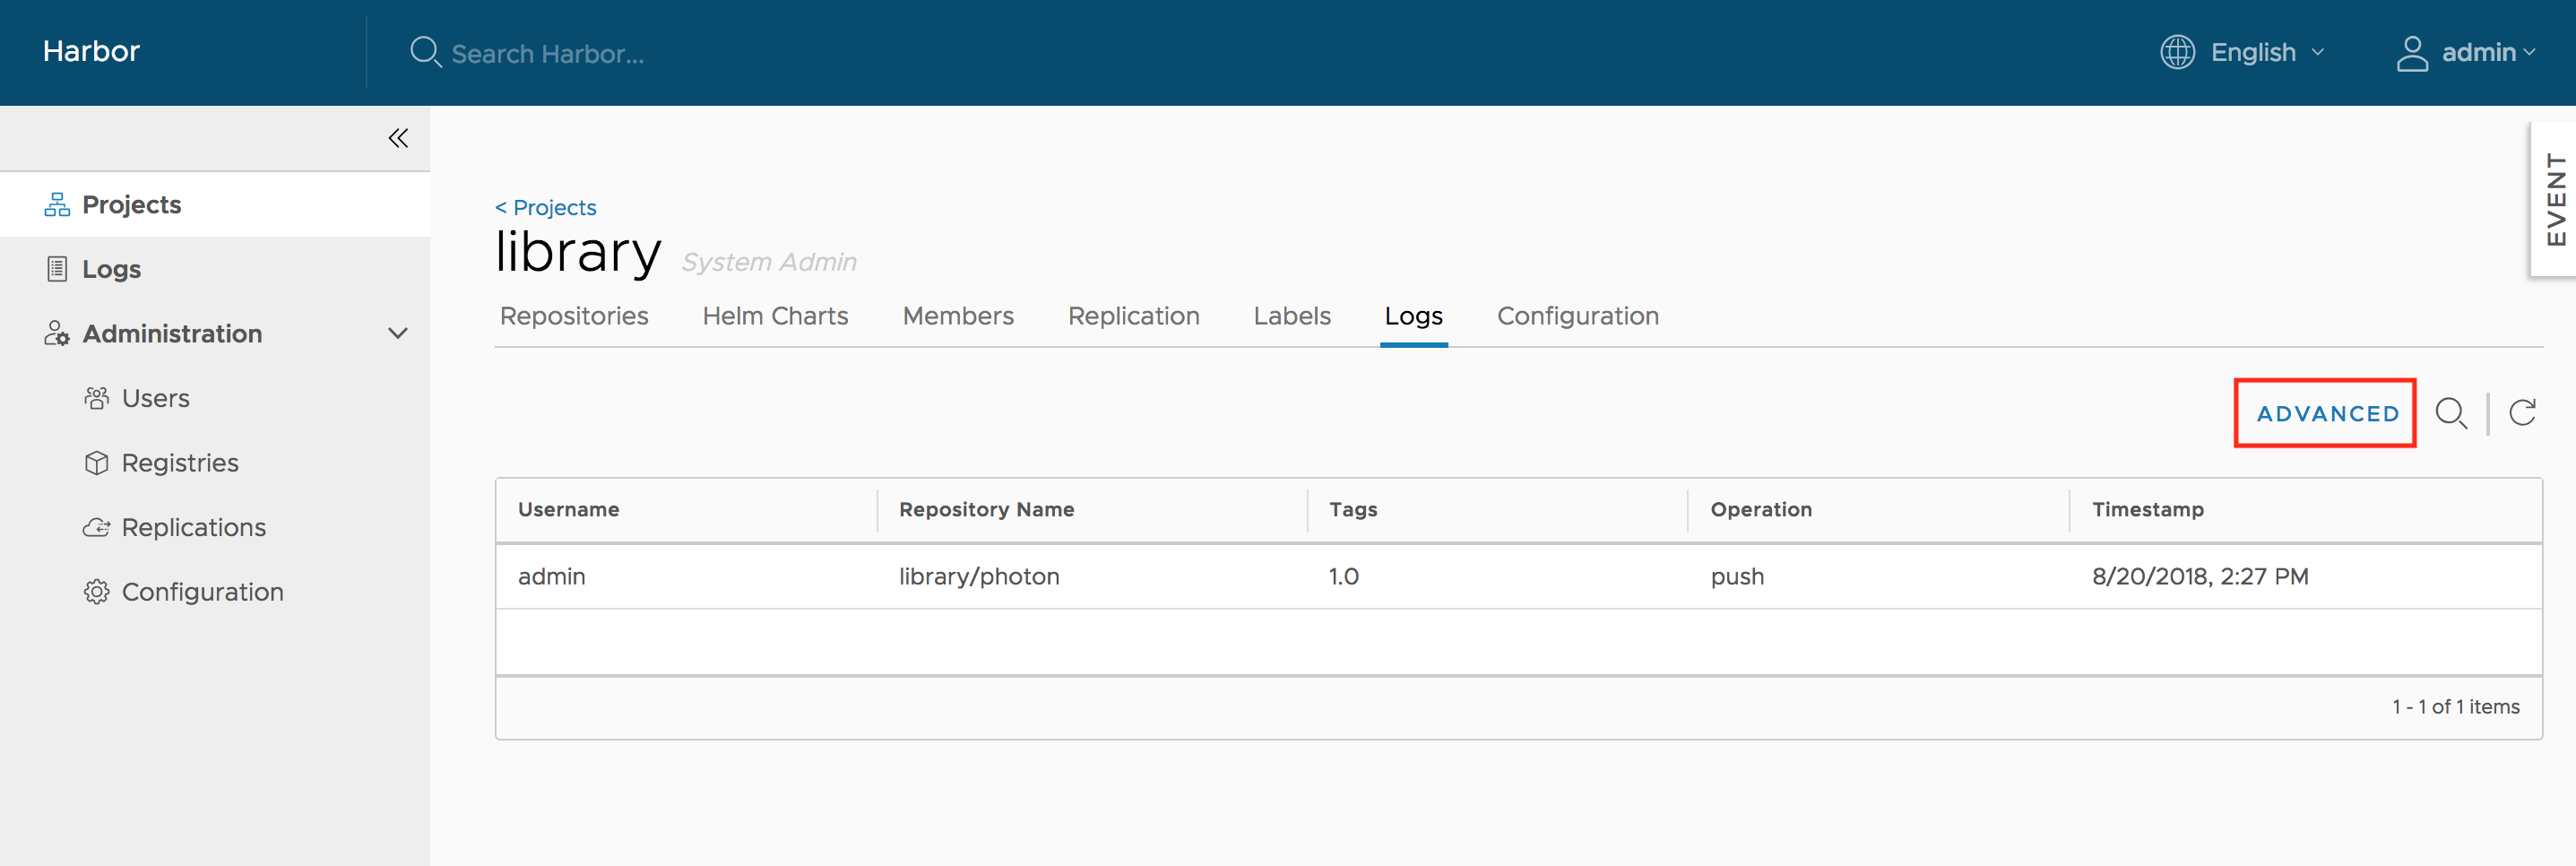 Harbor
Search Harbor...
English
admin
EVENT
Projects
Logs
Administration
Users
Registries
Replications
Configuration
< Projects
library System Admin
Repositories Helm Charts Members Replication Labels Logs Configuration
ADVANCED
Username Repository Name Tags Operation Timestamp
admin library/photon 1.0 push 8/20/2018, 2:27 PM
1 - 1 of 1 items